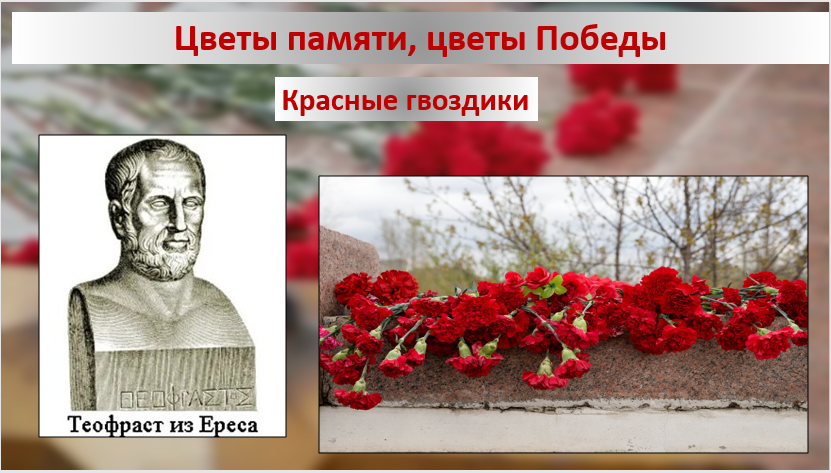 Цветы памяти, цветы Победы
Красные гвоздики
ΘΕΟΦΡΑΣΤΟΣ
Теофраст из Ереса